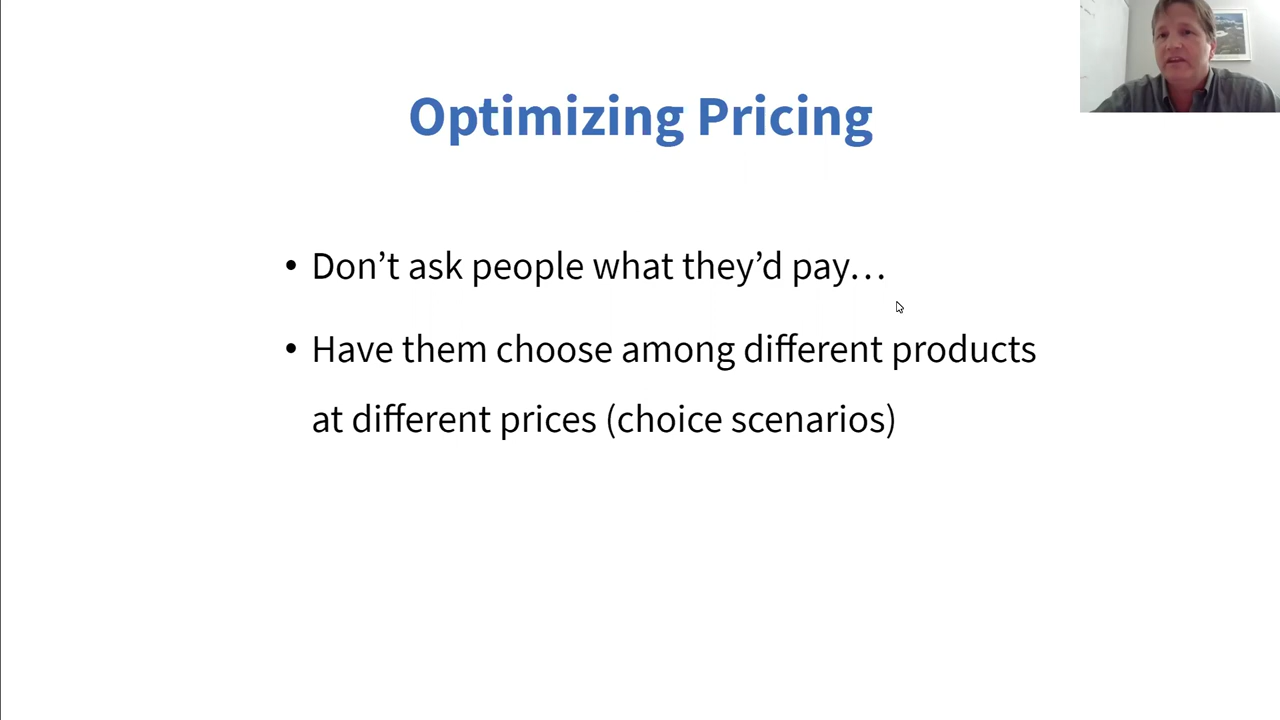 Optimizing Pricing
• Don’t ask people what they’d pay…
• Have them choose among different products
at different prices (choice scenarios)